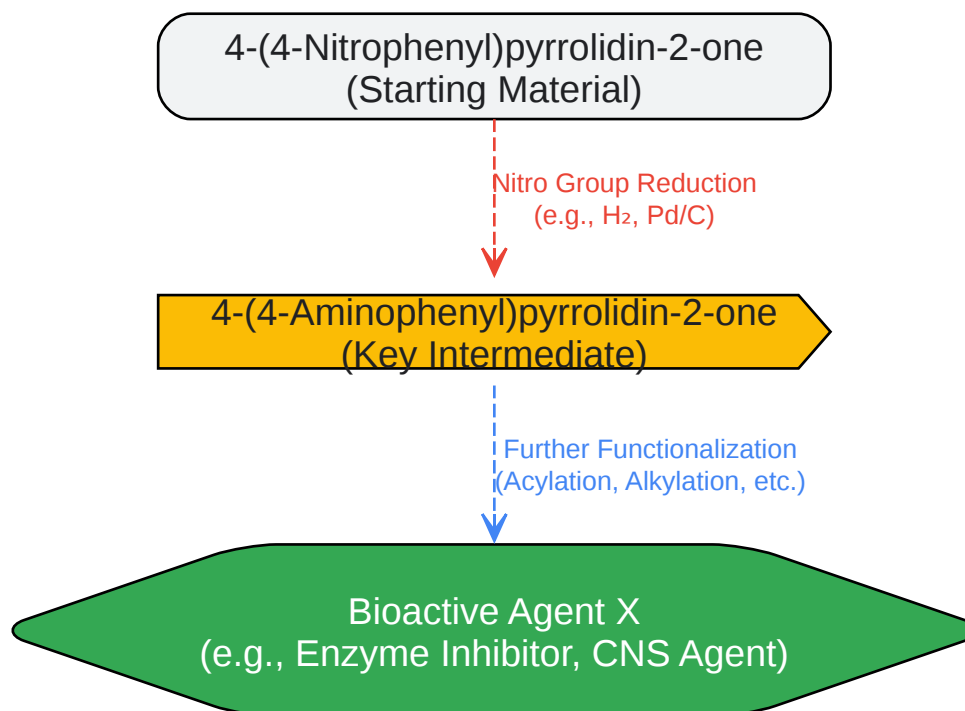 4-(4-Nitrophenyl)pyrrolidin-2-one
(Starting Material)
Nitro Group Reduction
(e.g., H₂, Pd/C)
4-(4-Aminophenyl)pyrrolidin-2-one
(Key Intermediate)
Further Functionalization
(Acylation, Alkylation, etc.)
Bioactive Agent X
(e.g., Enzyme Inhibitor, CNS Agent)